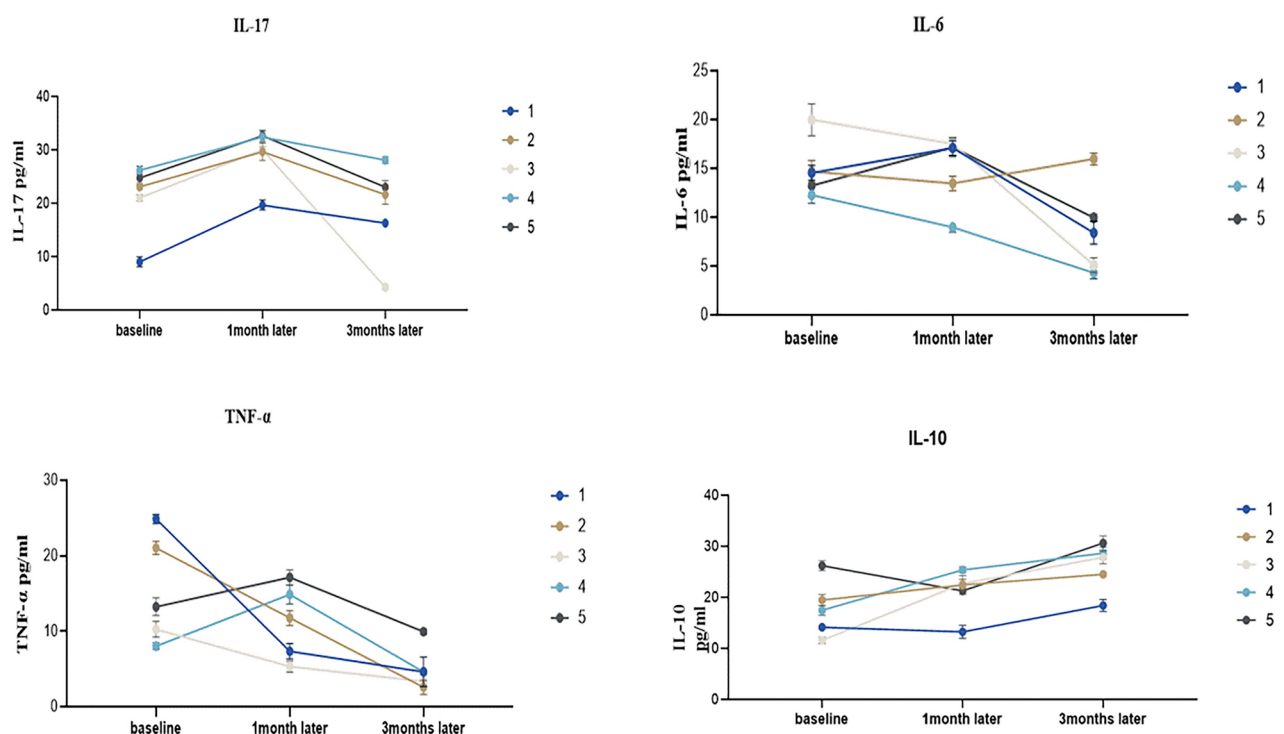 IL-17
IL-17 pg/ml
40
30
20
10
0
baseline
1month later
3months later
1
2
3
4
5
IL-6
IL-6 pg/ml
25
20
15
10
5
0
baseline
1month later
3months later
1
2
3
4
5
TNF-α
TNF-α pg/ml
30
20
10
0
baseline
1month later
3months later
1
2
3
4
5
IL-10
IL-10
pg/ml
40
30
20
10
0
baseline
1month later
3months later
1
2
3
4
5